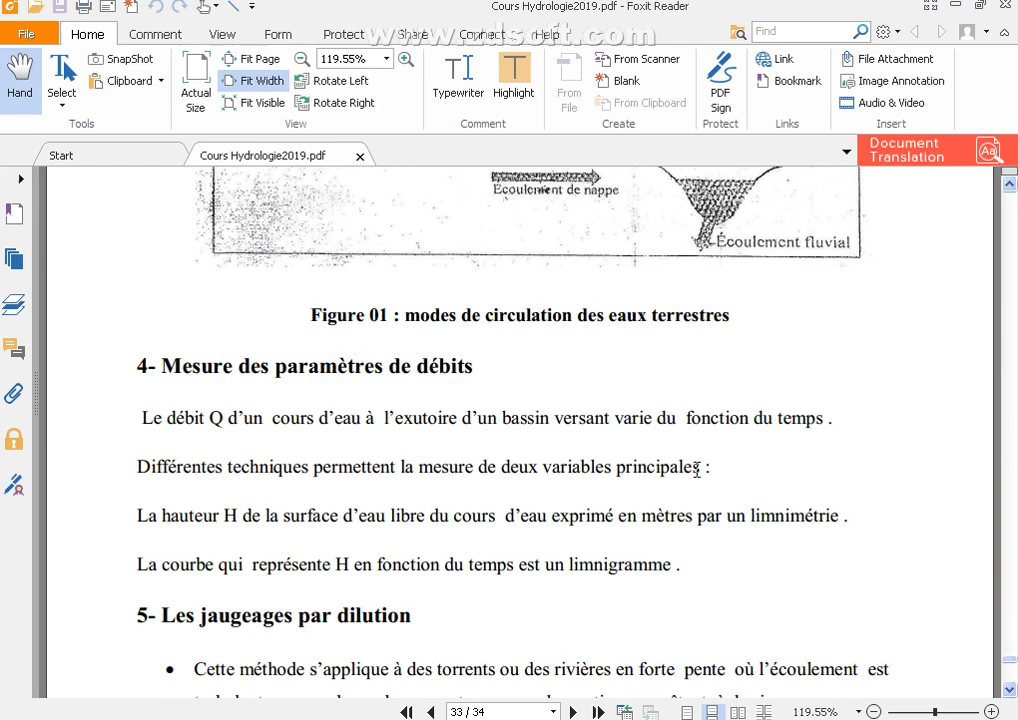 Cours Hydrologie2019.pdf - Foxit Reader
File Home Comment View Form Protect Share Connect Help Find
www.zdsoft.com
Hand Select SnapShot Clipboard Actual Size Fit Page Fit Width Fit Visible 119.55% Rotate Left Rotate Right Typewriter Highlight From File From Scanner Blank From Clipboard PDF Sign Link Bookmark File Attachment Image Annotation Audio & Video
Tools View Comment Create Protect Links Insert
Start Cours Hydrologie2019.pdf
Document Translation
Ecoulement de nappe
Écoulement fluvial
Figure 01 : modes de circulation des eaux terrestres
4- Mesure des paramètres de débits
Le débit Q d’un cours d’eau à l’exutoire d’un bassin versant varie du fonction du temps .
Différentes techniques permettent la mesure de deux variables principales :
La hauteur H de la surface d’eau libre du cours d’eau exprimé en mètres par un limnimétrie .
La courbe qui représente H en fonction du temps est un limnigramme .
5- Les jaugeages par dilution
• Cette méthode s’applique à des torrents ou des rivières en forte pente où l’écoulement est
33 / 34 119.55%